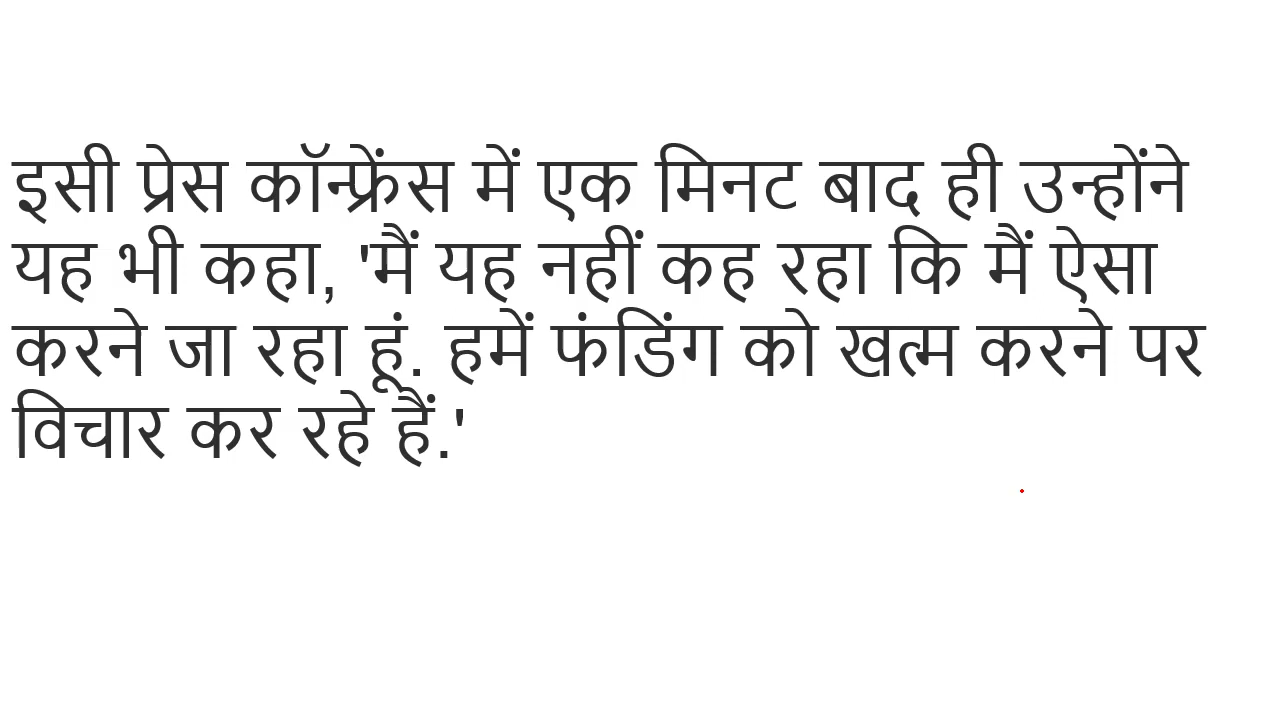 इसी प्रेस कॉन्फ्रेंस में एक मिनट बाद ही उन्होंने
यह भी कहा, 'मैं यह नहीं कह रहा कि मैं ऐसा
करने जा रहा हूं. हमें फंडिंग को खत्म करने पर
विचार कर रहे हैं.'